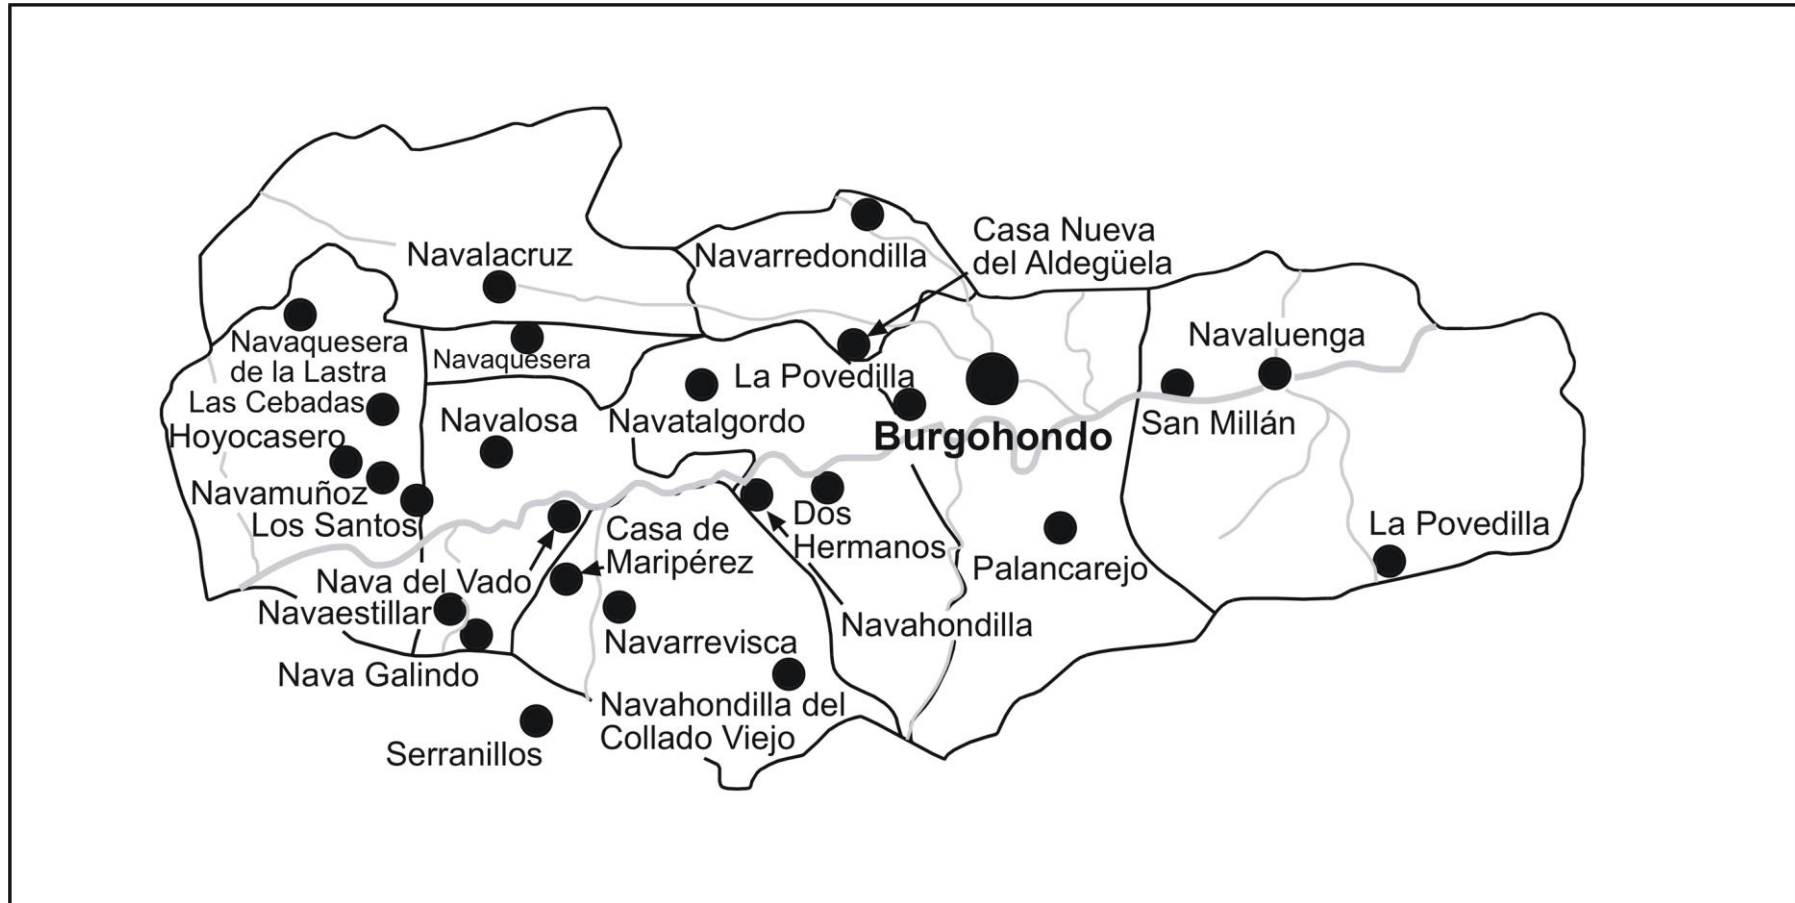 Casa Nueva
del Aldegüela
Navalacruz
Navarredondilla
Navaquesera
de la Lastra
Navaquesera
Navaluenga
La Povedilla
Las Cebadas
Navalosa
Navatalgordo
San Millán
Hoyocasero
Burgohondo
Navamuñoz
Los Santos
Casa de
Maripérez
Dos
Hermanos
La Povedilla
Palancarejo
Nava del Vado
Navaestillar
Navarrevisca
Navahondilla
Nava Galindo
Navahondilla del
Collado Viejo
Serranillos